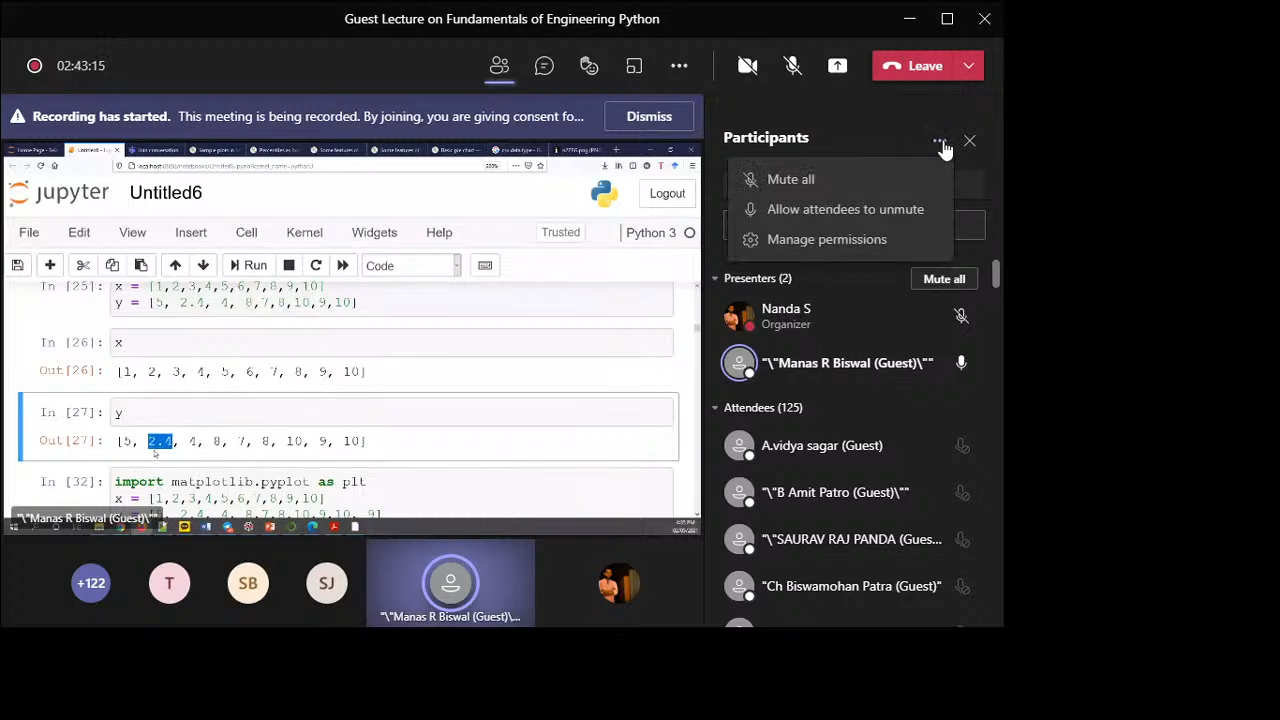 Guest Lecture on Fundamentals of Engineering Python
02:43:15
Leave
Recording has started. This meeting is being recorded. By joining, you are giving consent fo...
Dismiss
jupyter Untitled6
Logout
File Edit View Insert Cell Kernel Widgets Help
Trusted
Python 3
Run
Code
In [25]: x = [1,2,3,4,5,6,7,8,9,10]
y = [5, 2.4, 4, 8,7,8,10,9,10]
In [26]: x
Out[26]: [1, 2, 3, 4, 5, 6, 7, 8, 9, 10]
In [27]: y
Out[27]: [5, 2.4, 4, 8, 7, 8, 10, 9, 10]
In [32]: import matplotlib.pyplot as plt
x = [1,2,3,4,5,6,7,8,9,10]
"\"Manas R Biswal (Guest)\""
+122
T
SB
SJ
"\"Manas R Biswal (Guest)\...
Participants
Mute all
Allow attendees to unmute
Manage permissions
Presenters (2)
Mute all
Nanda S
Organizer
"\"Manas R Biswal (Guest)\""
Attendees (125)
A.vidya sagar (Guest)
"\"B Amit Patro (Guest)\""
"\"SAURAV RAJ PANDA (Gues...
"Ch Biswamohan Patra (Guest)"